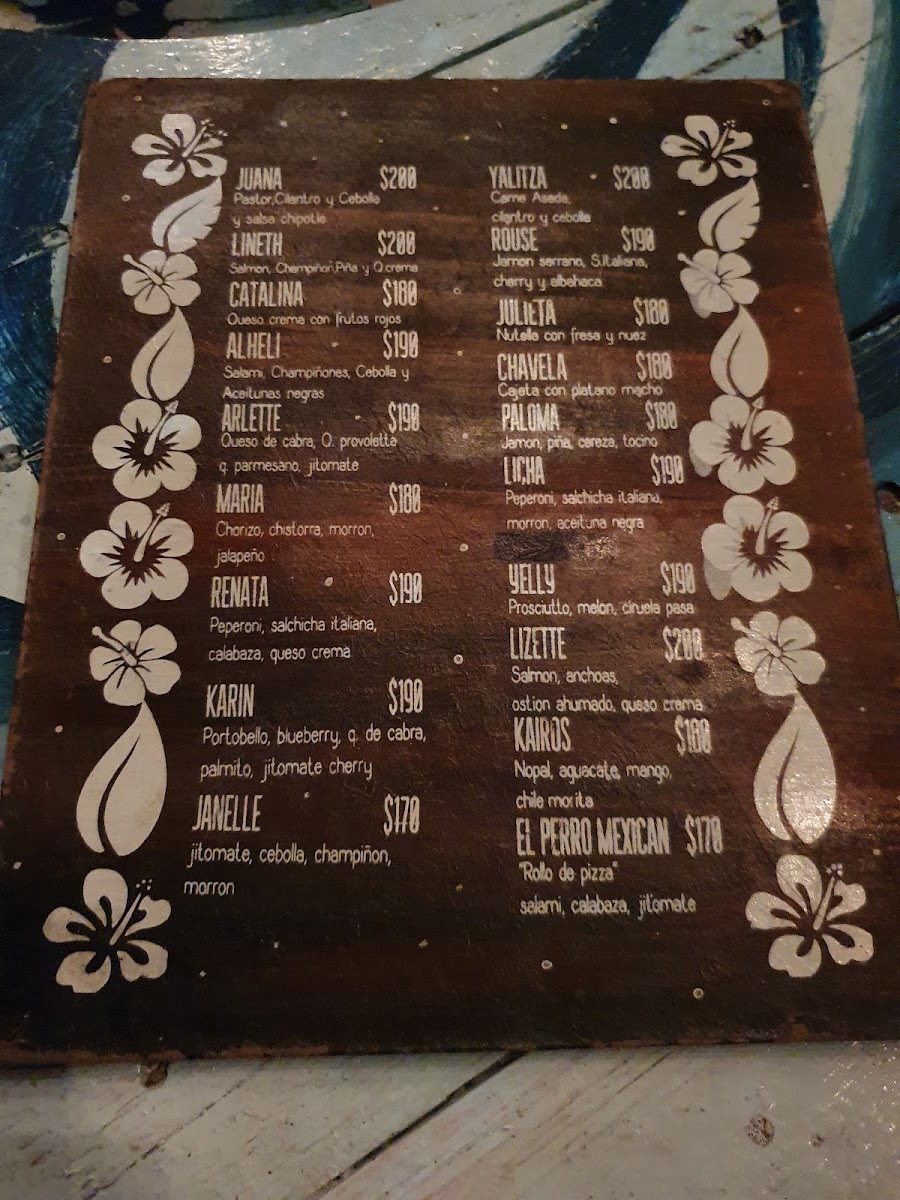 JUANA $200
Pastor,Cilantro y Cebolla
y salsa chipotle
LINETH $200
Salmon, Champiñon,Piña y Q.crema
CATALINA $180
Queso crema con frutos rojos
ALHELI $190
Salami, Champiñones, Cebolla y
Aceitunas negras
ARLETTE $190
Queso de cabra, Q. provoletta
q. parmesano, jitomate
MARIA $180
Chorizo, chistorra, morron,
jalapeño
RENATA $190
Peperoni, salchicha italiana,
calabaza, queso crema
KARIN $190
Portobello, blueberry, q. de cabra,
palmito, jitomate cherry
JANELLE $170
jitomate, cebolla, champiñon,
morron
YALITZA $200
Carne Asada,
cilantro y cebolla
ROUSE $190
Jamon serrano, S.Italiana,
cherry y albahaca
JULIETA $180
Nutella con fresa y nuez
CHAVELA $180
Cajeta con platano macho
PALOMA $180
Jamon, piña, cereza, tocino
LICHA $190
Peperoni, salchicha italiana,
morron, aceituna negra
YELLY $190
Prosciutto, melon, ciruela pasa
LIZETTE $200
Salmon, anchoas,
ostion ahumado, queso crema
KAIROS $180
Nopal, aguacate, mango,
chile morita
EL PERRO MEXICAN $170
"Rollo de pizza"
salami, calabaza, jitomate